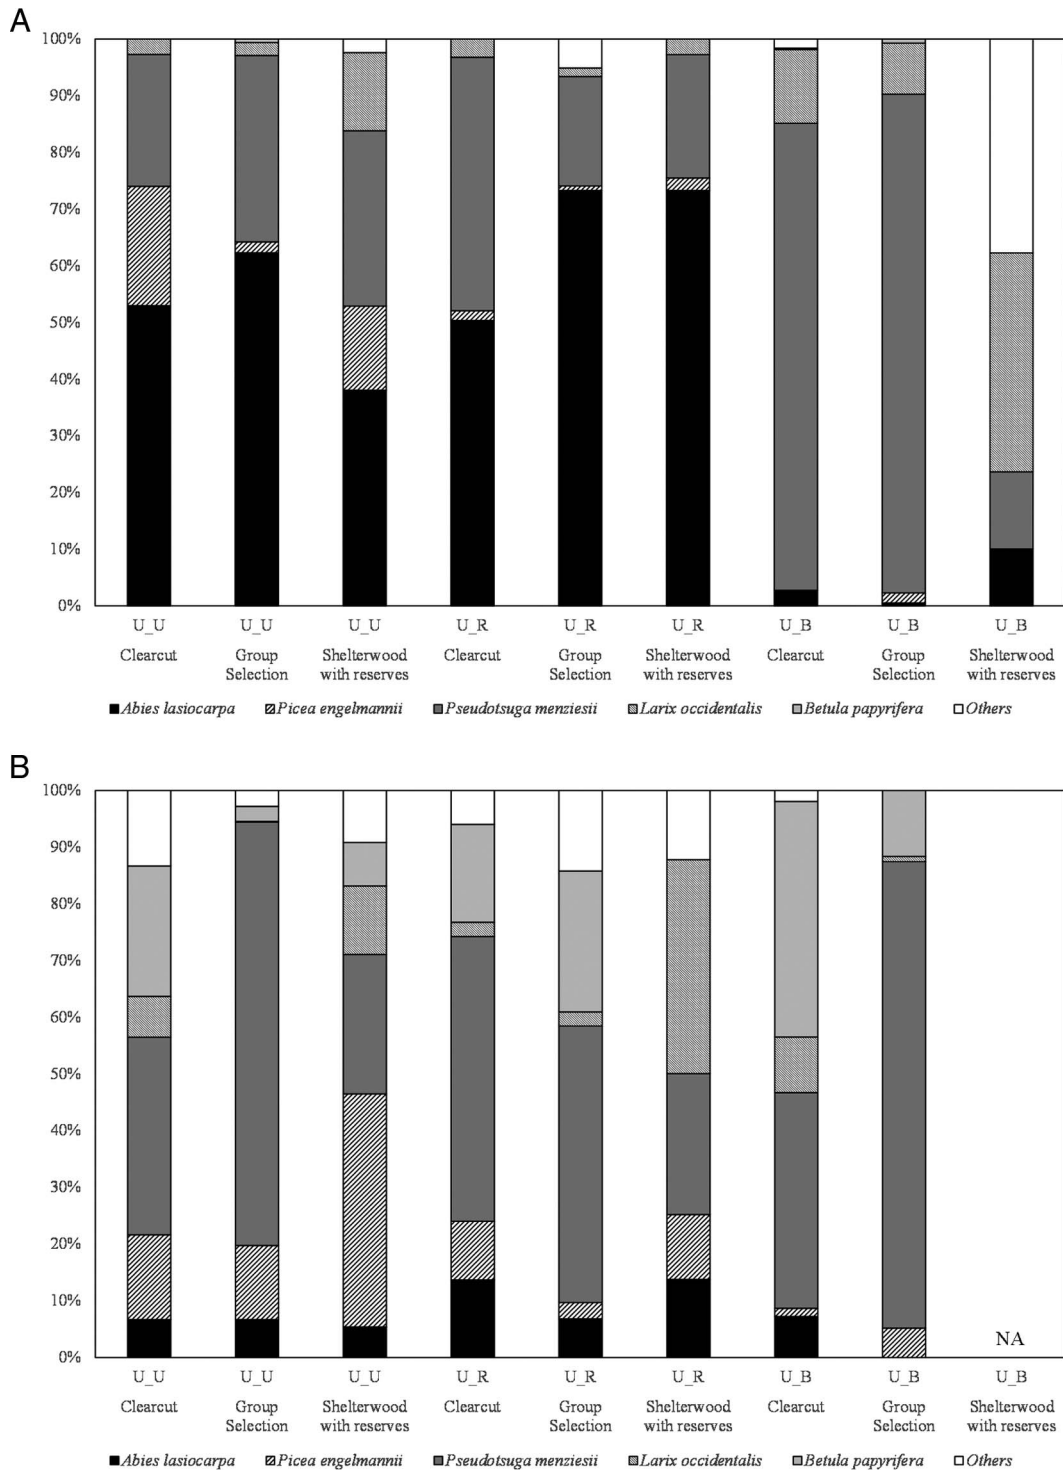 A
100%
90%
80%
70%
60%
50%
40%
30%
20%
10%
0%
U_U U_U U_U U_R U_R U_R U_B U_B U_B
Clearcut Group Shelterwood Clearcut Group Shelterwood Clearcut Group Shelterwood
Selection with reserves Selection with reserves Selection with reserves
Abies lasiocarpa Picea engelmannii Pseudotsuga menziesii Larix occidentalis Betula papyrifera Others
B
100%
90%
80%
70%
60%
50%
40%
30%
20%
10%
NA
0%
U_U U_U U_U U_R U_R U_R U_B U_B U_B
Clearcut Group Shelterwood Clearcut Group Shelterwood Clearcut Group Shelterwood
Selection with reserves Selection with reserves Selection with reserves
Abies lasiocarpa Picea engelmannii Pseudotsuga menziesii Larix occidentalis Betula papyrifera Others